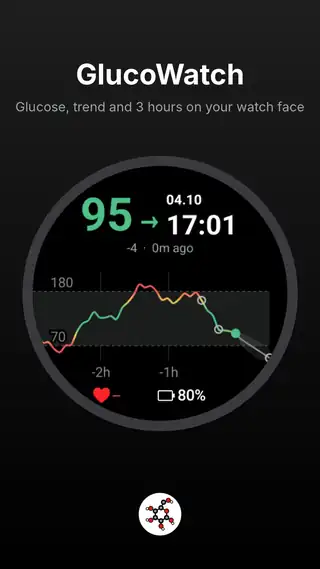 GlucoWatch
Glucose, trend and 3 hours on your watch face
95 → 04.10
17:01
-4 · 0m ago
180
70
-2h -1h
-- 80%